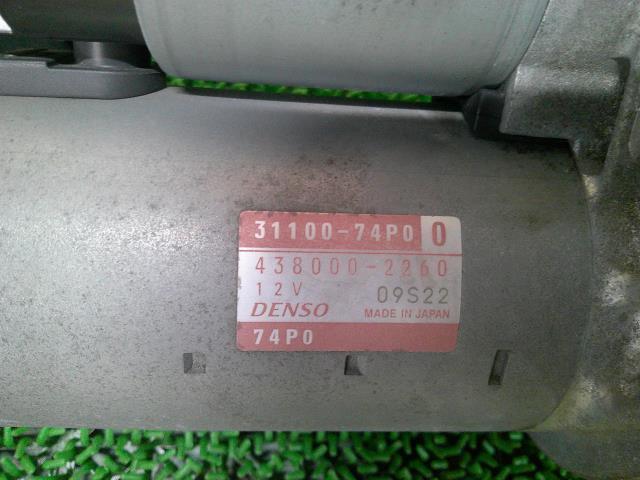 31100-74P0 0
438000-2260
12V 09S22
DENSO MADE IN JAPAN
74P0